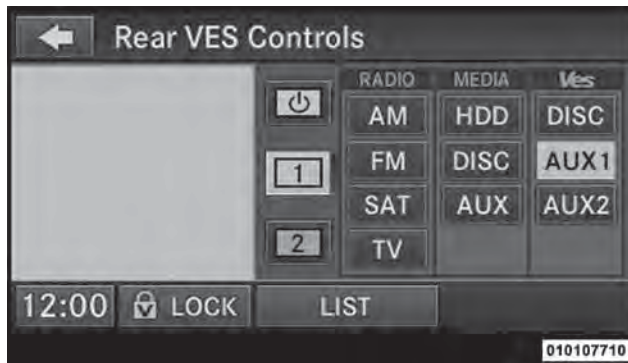 Rear VES Controls
RADIO MEDIA Ves
AM HDD DISC
1 FM DISC AUX1
SAT AUX AUX2
2 TV
12:00 LOCK LIST
010107710